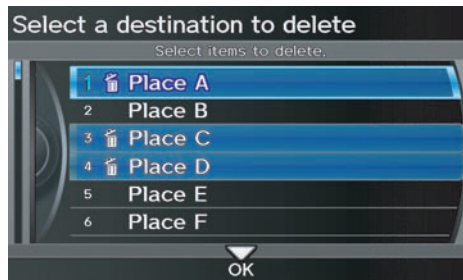 Select a destination to delete
Select items to delete.
1 Place A
2 Place B
3 Place C
4 Place D
5 Place E
6 Place F
OK